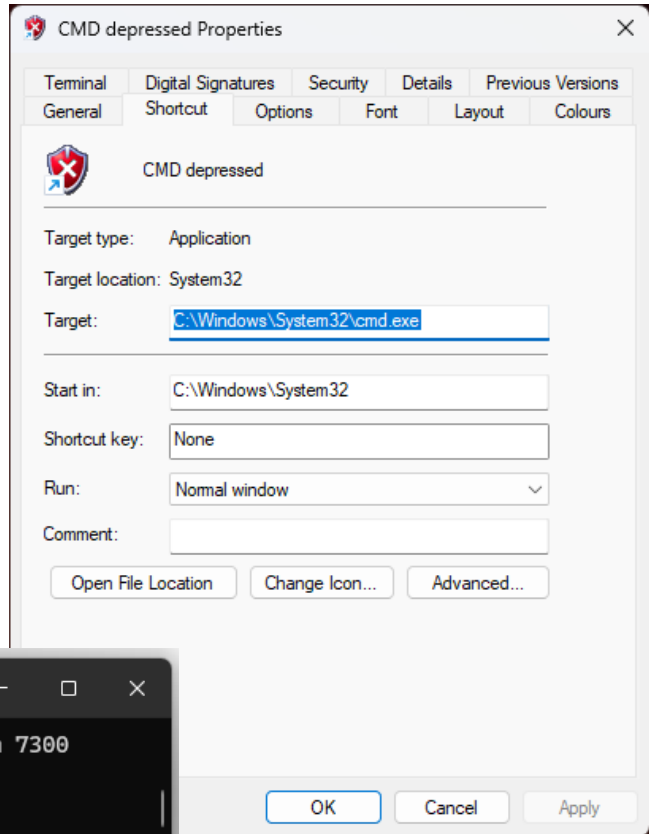 CMD depressed Properties
Terminal Digital Signatures Security Details Previous Versions
General Shortcut Options Font Layout Colours
CMD depressed
Target type: Application
Target location: System32
Target: C:\Windows\System32\cmd.exe
Start in: C:\Windows\System32
Shortcut key: None
Run: Normal window
Comment:
Open File Location Change Icon... Advanced...
7300
OK Cancel Apply